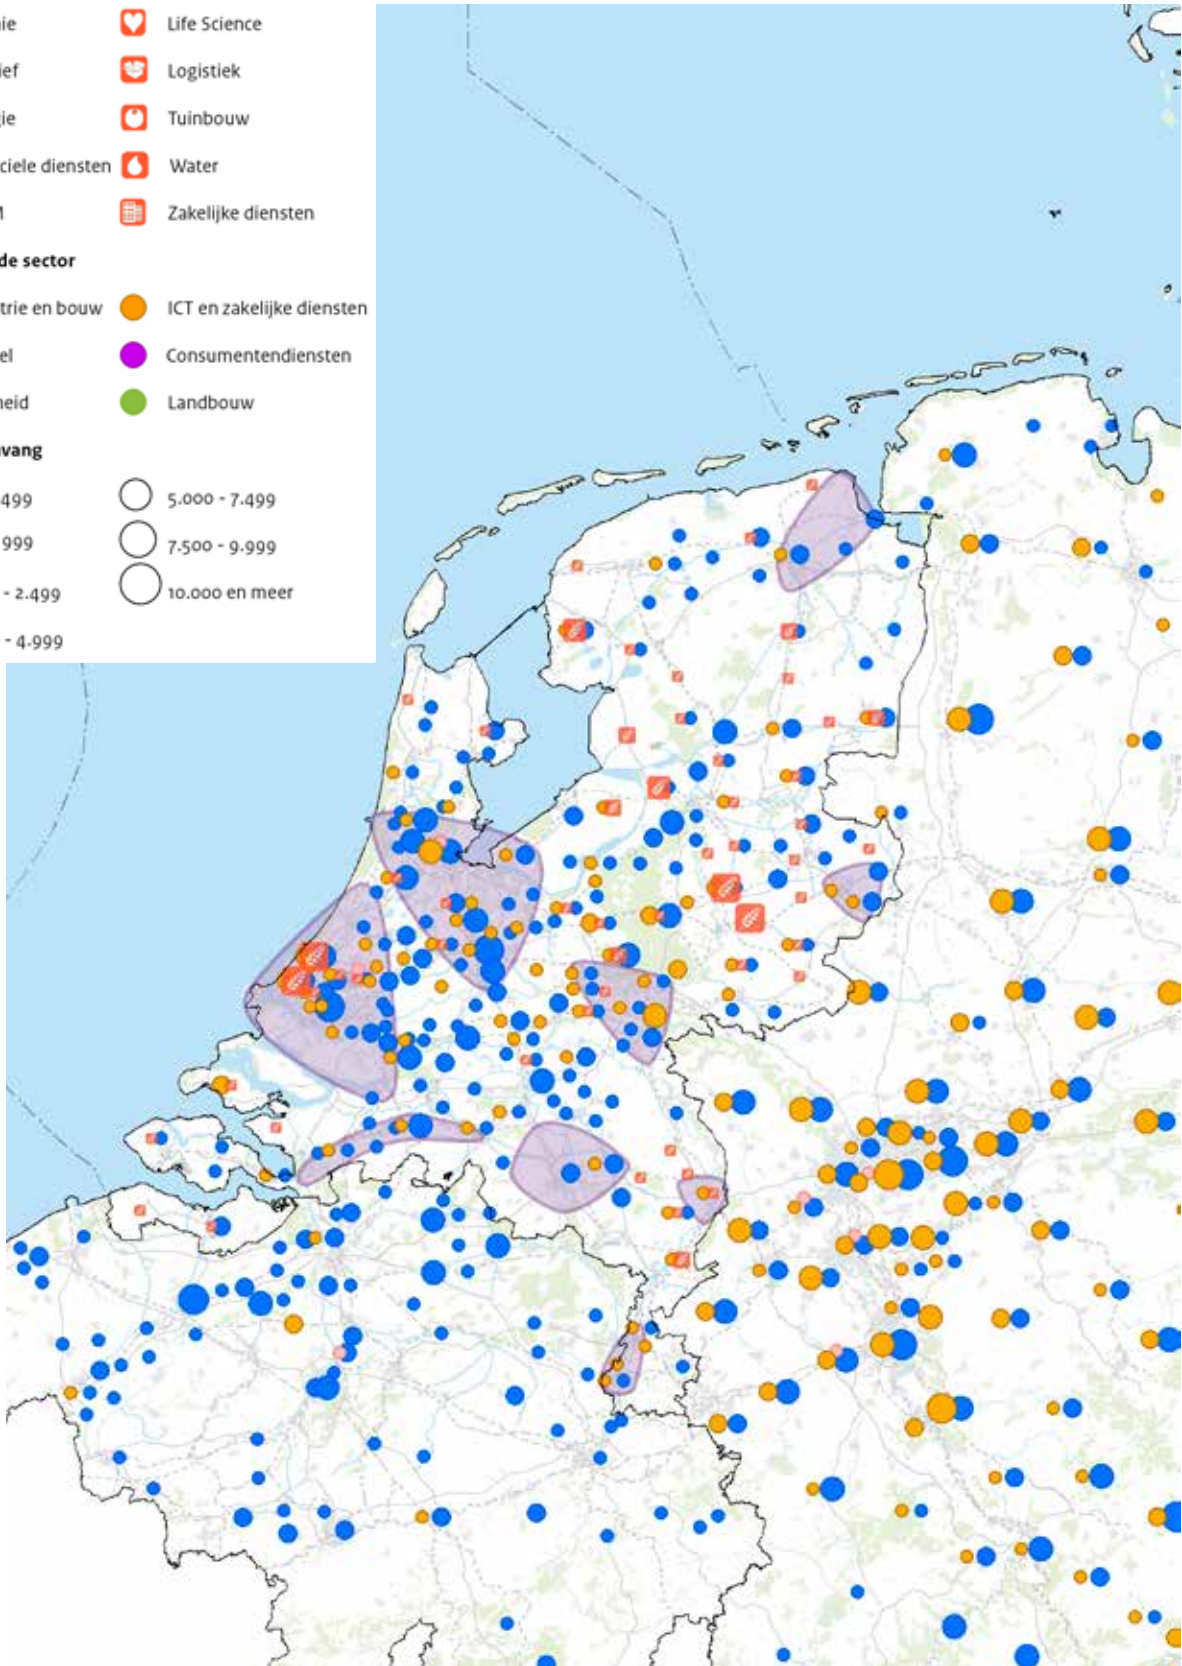 ie
Life Science
ief
Logistiek
gie
Tuinbouw
ciele diensten
Water
M
Zakelijke diensten
de sector
trie en bouw
ICT en zakelijke diensten
el
Consumentendiensten
heid
Landbouw
vang
499
5.000 - 7.499
999
7.500 - 9.999
- 2.499
10.000 en meer
- 4.999